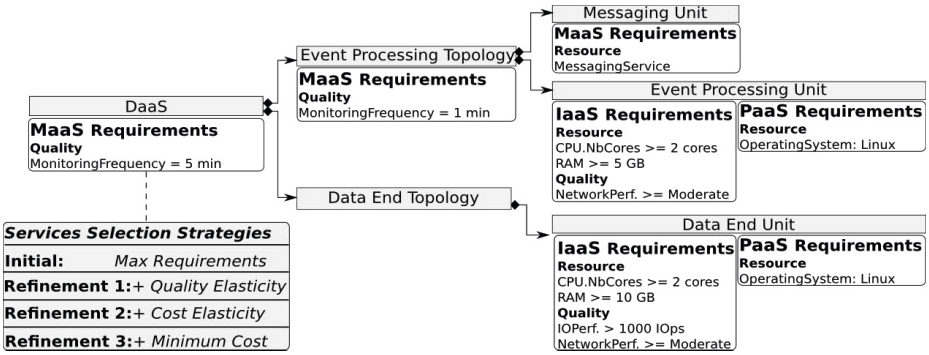 DaaS
MaaS Requirements
Quality
MonitoringFrequency = 5 min
Services Selection Strategies
Initial: Max Requirements
Refinement 1:+ Quality Elasticity
Refinement 2:+ Cost Elasticity
Refinement 3:+ Minimum Cost
Event Processing Topology
MaaS Requirements
Quality
MonitoringFrequency = 1 min
Data End Topology
Messaging Unit
MaaS Requirements
Resource
MessagingService
Event Processing Unit
IaaS Requirements
Resource
CPU.NbCores >= 2 cores
RAM >= 5 GB
Quality
NetworkPerf. >= Moderate
PaaS Requirements
Resource
OperatingSystem: Linux
Data End Unit
IaaS Requirements
Resource
CPU.NbCores >= 2 cores
RAM >= 10 GB
Quality
IOPerf. > 1000 IOps
NetworkPerf. >= Moderate
PaaS Requirements
Resource
OperatingSystem: Linux